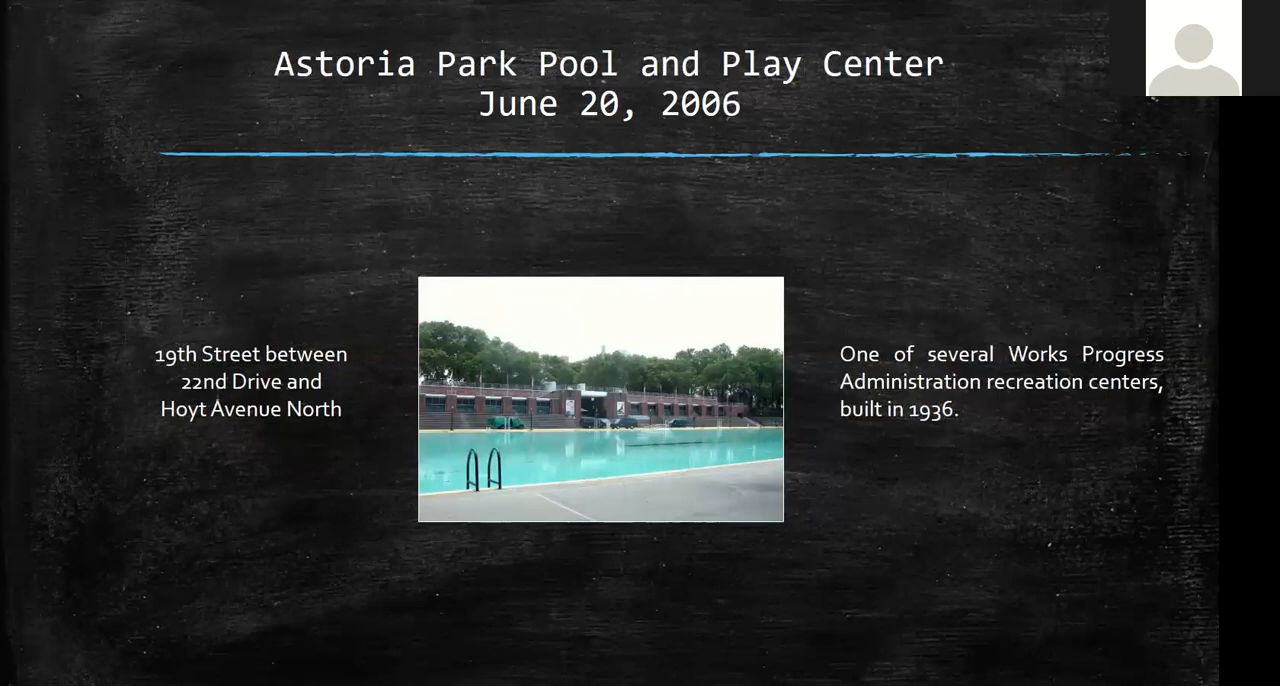 Astoria Park Pool and Play Center
June 20, 2006
19th Street between
22nd Drive and
Hoyt Avenue North
One of several Works Progress
Administration recreation centers,
built in 1936.